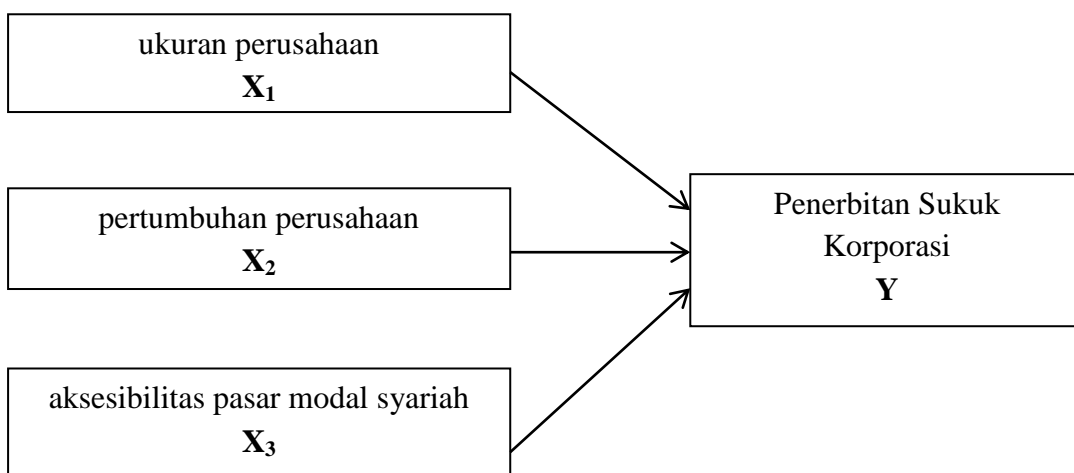 ukuran perusahaan
X₁
pertumbuhan perusahaan
X₂
aksesibilitas pasar modal syariah
X₃
Penerbitan Sukuk
Korporasi
Y